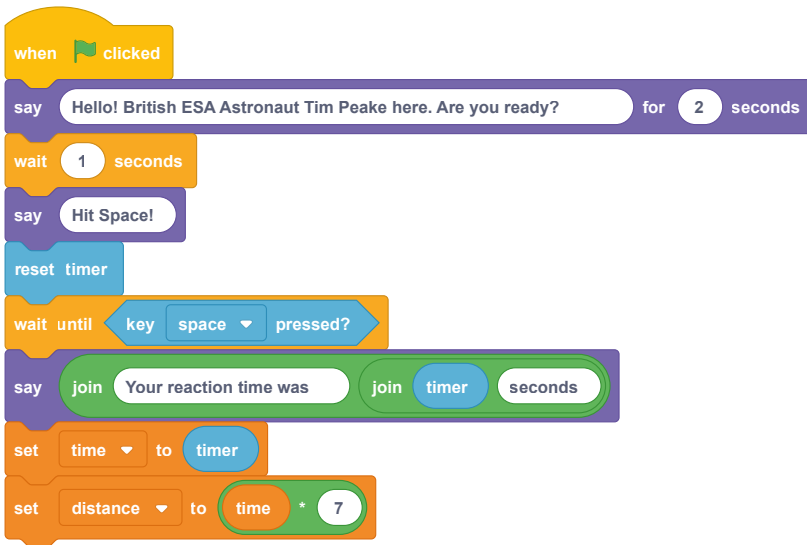 when clicked
say Hello! British ESA Astronaut Tim Peake here. Are you ready? for 2 seconds
wait 1 seconds
say Hit Space!
reset timer
wait until key space pressed?
say join Your reaction time was join timer seconds
set time to timer
set distance to time * 7